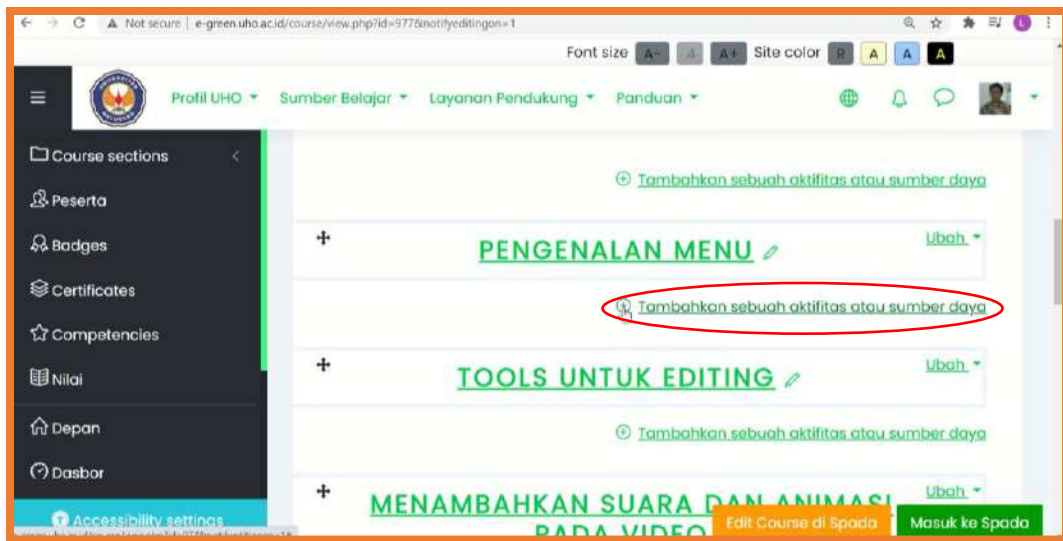 Not secure | e-green.uho.ac.id/course/view.php?id=977&notifyeditingon=1
L
Font size A- A A+ Site color R A A A
Profil UHO Sumber Belajar Layanan Pendukung Panduan
Course sections
Tambahkan sebuah aktifitas atau sumber daya
Peserta
Badges
PENGENALAN MENU
Ubah
Certificates
Tambahkan sebuah aktifitas atau sumber daya
Competencies
TOOLS UNTUK EDITING
Ubah
Nilai
Depan
Tambahkan sebuah aktifitas atau sumber daya
Dasbor
MENAMBAHKAN SUARA DAN ANIMASI
Ubah
PADA VIDEO
Accessibility settings
Edit Course di Spada
Masuk ke Spada